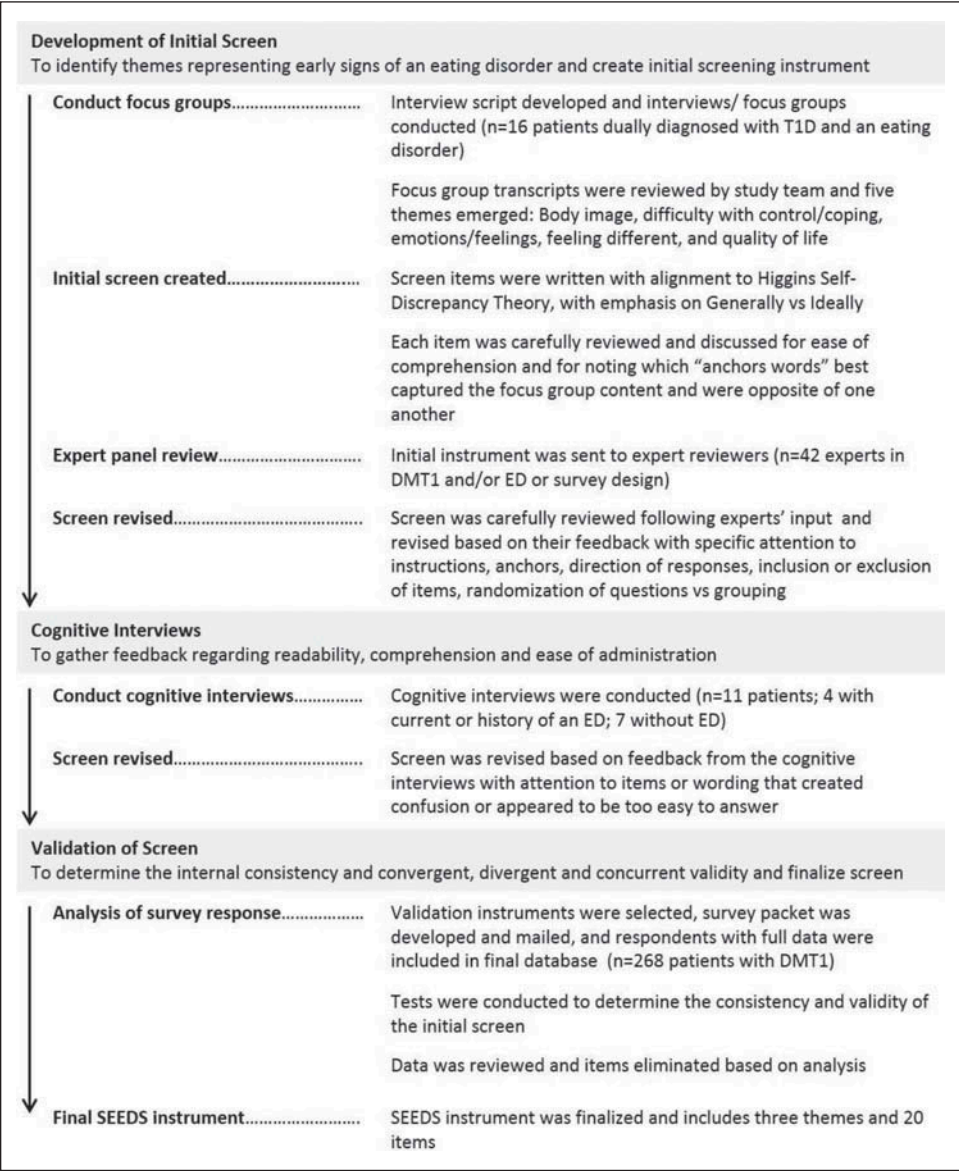 Development of Initial Screen
To identify themes representing early signs of an eating disorder and create initial screening instrument
Conduct focus groups……………………… Interview script developed and interviews/ focus groups
conducted (n=16 patients dually diagnosed with T1D and an eating
disorder)
Focus group transcripts were reviewed by study team and five
themes emerged: Body image, difficulty with control/coping,
emotions/feelings, feeling different, and quality of life
Initial screen created……………………….… Screen items were written with alignment to Higgins Self-
Discrepancy Theory, with emphasis on Generally vs Ideally
Each item was carefully reviewed and discussed for ease of
comprehension and for noting which “anchors words” best
captured the focus group content and were opposite of one
another
Expert panel review………………………….. Initial instrument was sent to expert reviewers (n=42 experts in
DMT1 and/or ED or survey design)
Screen revised………………………………….. Screen was carefully reviewed following experts’ input and
revised based on their feedback with specific attention to
instructions, anchors, direction of responses, inclusion or exclusion
of items, randomization of questions vs grouping
Cognitive Interviews
To gather feedback regarding readability, comprehension and ease of administration
Conduct cognitive interviews…………… Cognitive interviews were conducted (n=11 patients; 4 with
current or history of an ED; 7 without ED)
Screen revised………………………………….. Screen was revised based on feedback from the cognitive
interviews with attention to items or wording that created
confusion or appeared to be too easy to answer
Validation of Screen
To determine the internal consistency and convergent, divergent and concurrent validity and finalize screen
Analysis of survey response……………… Validation instruments were selected, survey packet was
developed and mailed, and respondents with full data were
included in final database (n=268 patients with DMT1)
Tests were conducted to determine the consistency and validity of
the initial screen
Data was reviewed and items eliminated based on analysis
Final SEEDS instrument…………………….. SEEDS instrument was finalized and includes three themes and 20
items